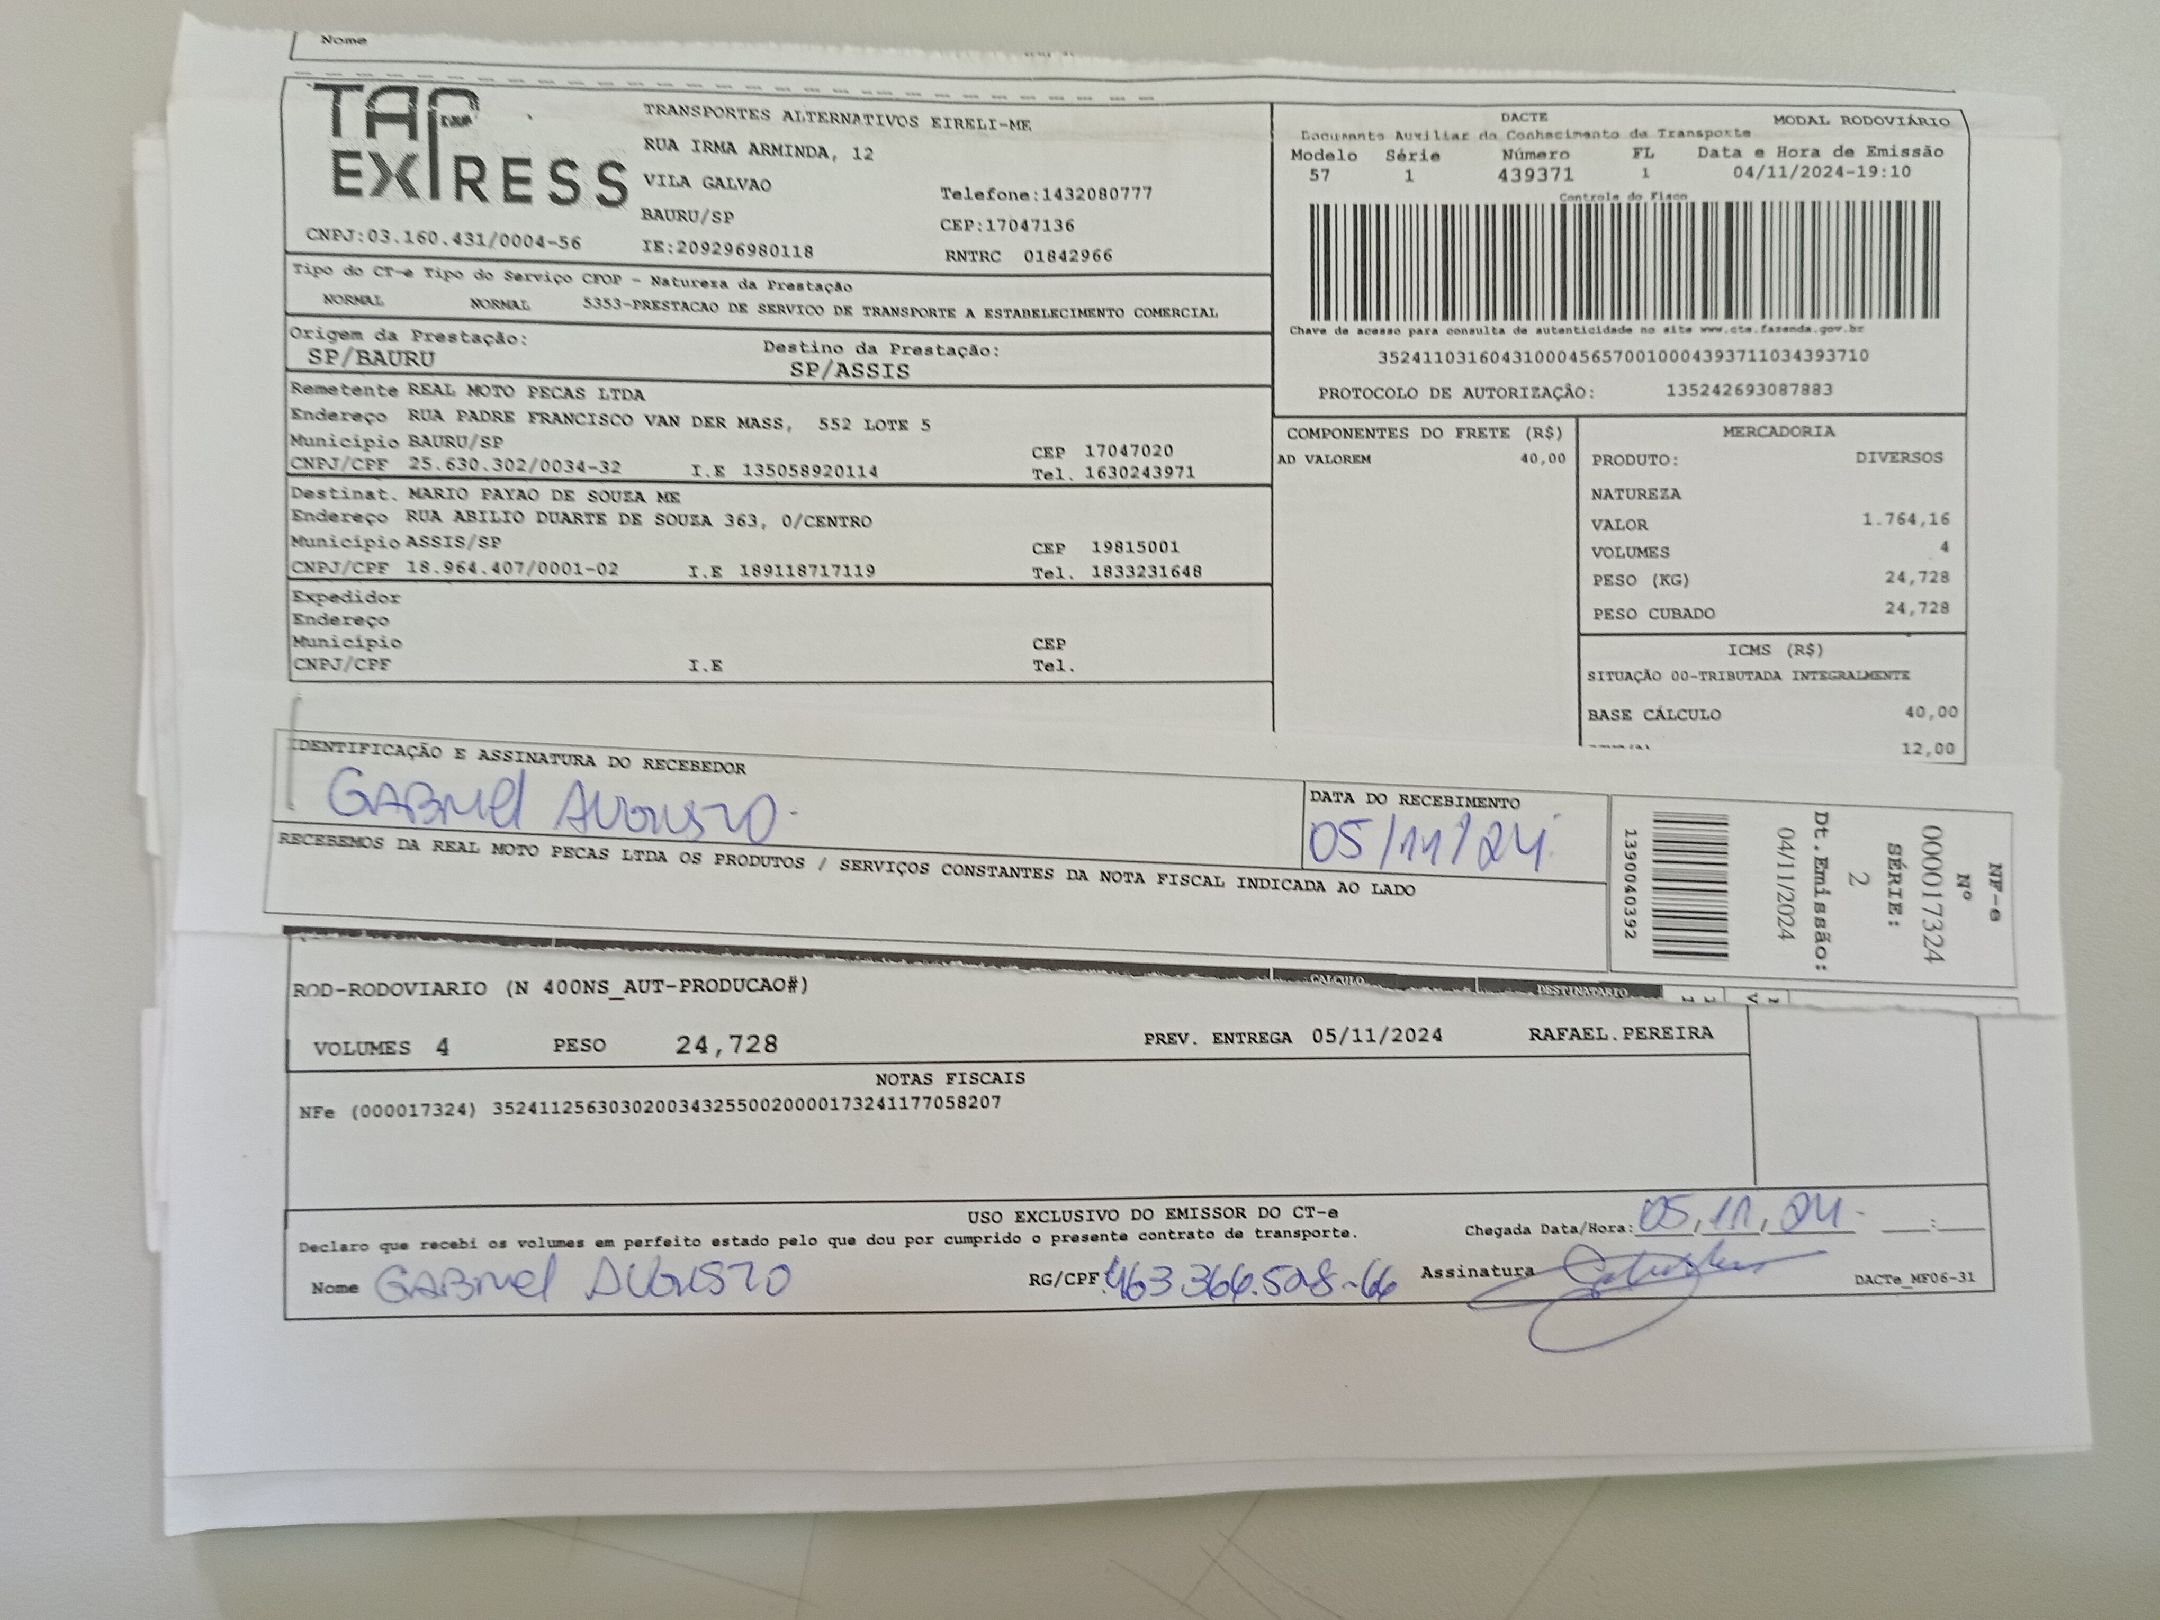 Nome
TAP EXPRESS
TRANSPORTES ALTERNATIVOS EIRELI-ME
RUA IRMA ARMINDA, 12
VILA GALVAO
Telefone:1432080777
BAURU/SP
CEP:17047136
CNPJ:03.160.431/0004-56
IE:209296980118
RNTRC 01842966
DACTE
MODAL RODOVIÁRIO
Documento Auxiliar do Conhecimento de Transporte
Modelo Série Número FL Data e Hora de Emissão
57 1 439371 1 04/11/2024-19:10
Controle do Fisco
Chave de acesso para consulta de autenticidade no site www.cte.fazenda.gov.br
35241103160431000456570010004393711034393710
PROTOCOLO DE AUTORIZAÇÃO: 135242693087883
Tipo do CT-e Tipo do Serviço CFOP - Natureza da Prestação
NORMAL NORMAL 5353-PRESTACAO DE SERVICO DE TRANSPORTE A ESTABELECIMENTO COMERCIAL
Origem da Prestação: Destino da Prestação:
SP/BAURU SP/ASSIS
Remetente REAL MOTO PECAS LTDA
Endereço RUA PADRE FRANCISCO VAN DER MASS, 552 LOTE 5
Município BAURU/SP CEP 17047020
CNPJ/CPF 25.630.302/0034-32 I.E 135058920114 Tel. 1630243971
Destinat. MARIO PAYAO DE SOUZA ME
Endereço RUA ABILIO DUARTE DE SOUZA 363, 0/CENTRO
Município ASSIS/SP CEP 19815001
CNPJ/CPF 18.964.407/0001-02 I.E 189118717119 Tel. 1833231648
Expedidor
Endereço
Município CEP
CNPJ/CPF I.E Tel.
COMPONENTES DO FRETE (R$)
AD VALOREM 40,00
MERCADORIA
PRODUTO: DIVERSOS
NATUREZA
VALOR 1.764,16
VOLUMES 4
PESO (KG) 24,728
PESO CUBADO 24,728
ICMS (R$)
SITUAÇÃO 00-TRIBUTADA INTEGRALMENTE
BASE CÁLCULO 40,00
12,00
IDENTIFICAÇÃO E ASSINATURA DO RECEBEDOR
GABRIEL AUGUSTO
DATA DO RECEBIMENTO
05/11/24
RECEBEMOS DA REAL MOTO PECAS LTDA OS PRODUTOS / SERVIÇOS CONSTANTES DA NOTA FISCAL INDICADA AO LADO
NF-e
Nº
000017324
SÉRIE:
2
Dt.Emissão:
04/11/2024
1390040392
CALCULO
DESTINATARIO
ROD-RODOVIARIO (N 400NS_AUT-PRODUCAO#)
VOLUMES 4 PESO 24,728 PREV. ENTREGA 05/11/2024 RAFAEL.PEREIRA
NOTAS FISCAIS
NFe (000017324) 35241125630302003432550020000173241177058207
USO EXCLUSIVO DO EMISSOR DO CT-e
Declaro que recebi os volumes em perfeito estado pelo que dou por cumprido o presente contrato de transporte.
Chegada Data/Hora: 05,11,24 :
Nome GABRIEL AUGUSTO RG/CPF: 463366.528-66 Assinatura
DACTe_MF06-31